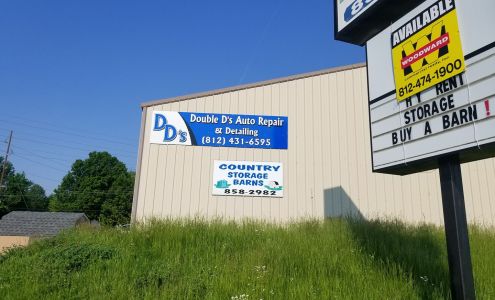 DD's
Double D's Auto Repair
& Detailing
(812) 431-6595
COUNTRY
STORAGE
BARNS
858-2982
85
AVAILABLE
WOODWARD
812-474-1900
RENT
STORAGE
BUY A BARN !